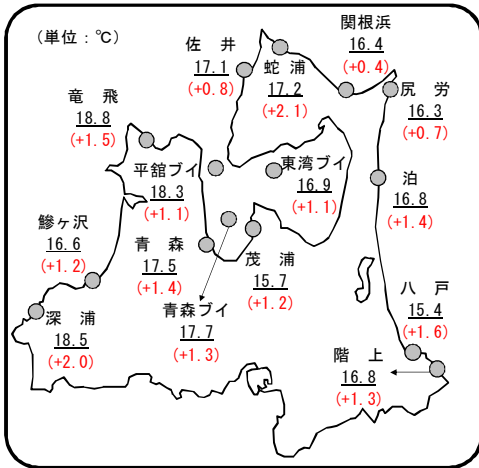 (単位：℃)
佐 井
17.1
(+0.8)
蛇 浦
17.2
(+2.1)
関根浜
16.4
(+0.4)
尻労
16.3
(+0.7)
竜 飛
18.8
(+1.5)
平舘ブイ
18.3
(+1.1)
東湾ブイ
16.9
(+1.1)
泊
16.8
(+1.4)
鰺ヶ沢
16.6
(+1.2)
青 森
17.5
(+1.4)
茂 浦
15.7
(+1.2)
青森ブイ
17.7
(+1.3)
八 戸
15.4
(+1.6)
深 浦
18.5
(+2.0)
階 上
16.8
(+1.3)